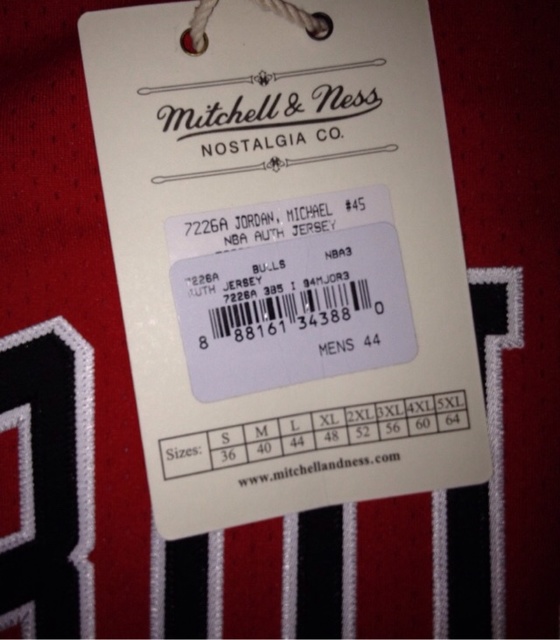 Mitchell & Ness
NOSTALGIA CO.
7226A JORDAN, MICHAEL #45
NBA AUTH JERSEY
7226A BULLS NBA3
AUTH JERSEY
7226A 385 I 94MJOR3
8 88161 34388 0
MENS 44
Sizes: S M L XL 2XL 3XL 4XL 5XL
36 40 44 48 52 56 60 64
www.mitchellandness.com